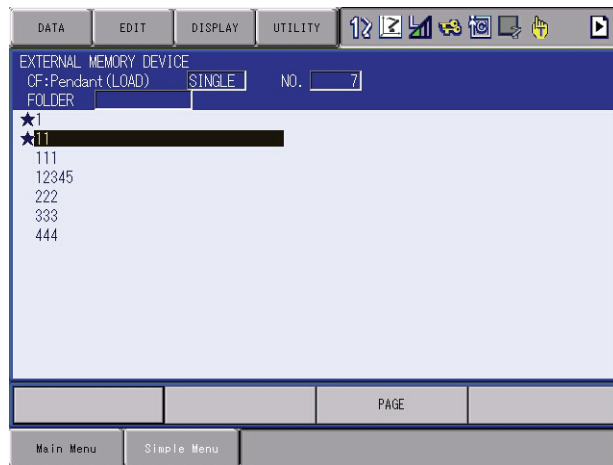 DATA EDIT DISPLAY UTILITY
EXTERNAL MEMORY DEVICE
CF:Pendant(LOAD) SINGLE NO. 7
FOLDER
★1
★11
111
12345
222
333
444
PAGE
Main Menu Simple Menu